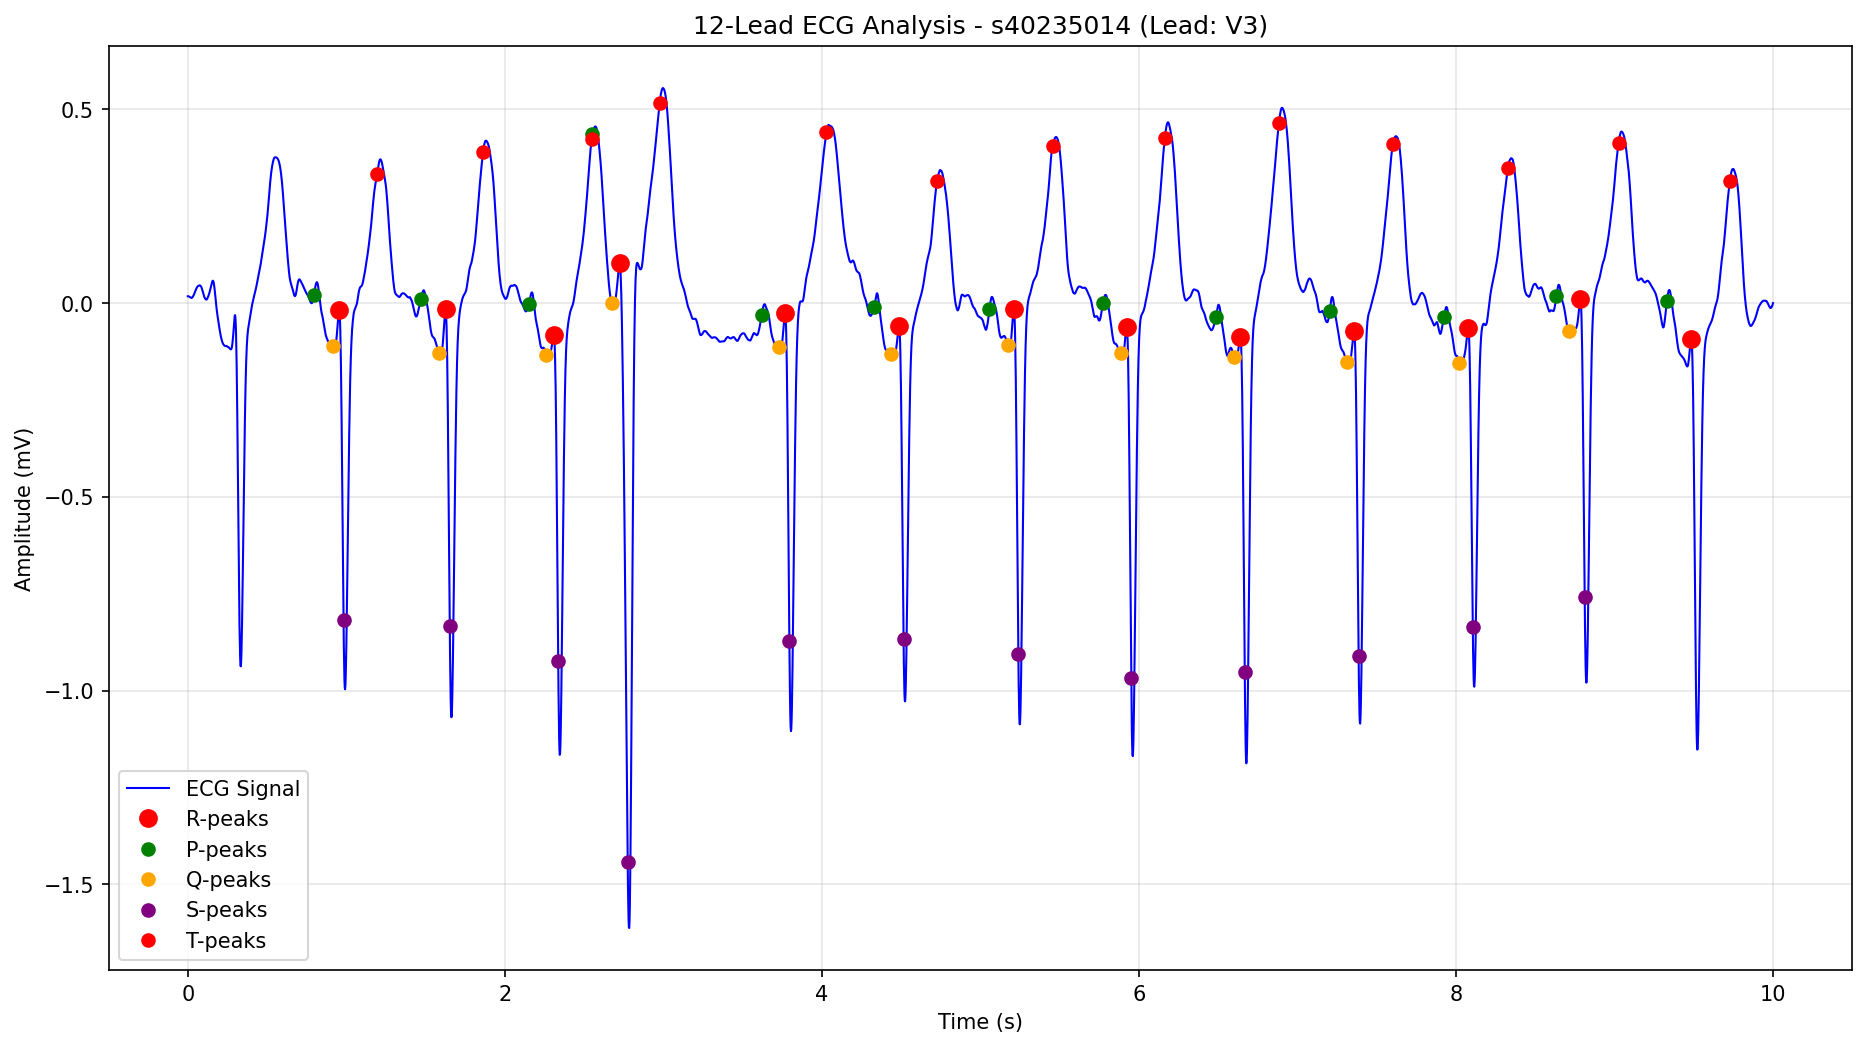 12-Lead ECG Analysis - s40235014 (Lead: V3)
0.5
0.0
−0.5
−1.0
−1.5
Amplitude (mV)
ECG Signal
R-peaks
P-peaks
Q-peaks
S-peaks
T-peaks
0 2 4 6 8 10
Time (s)